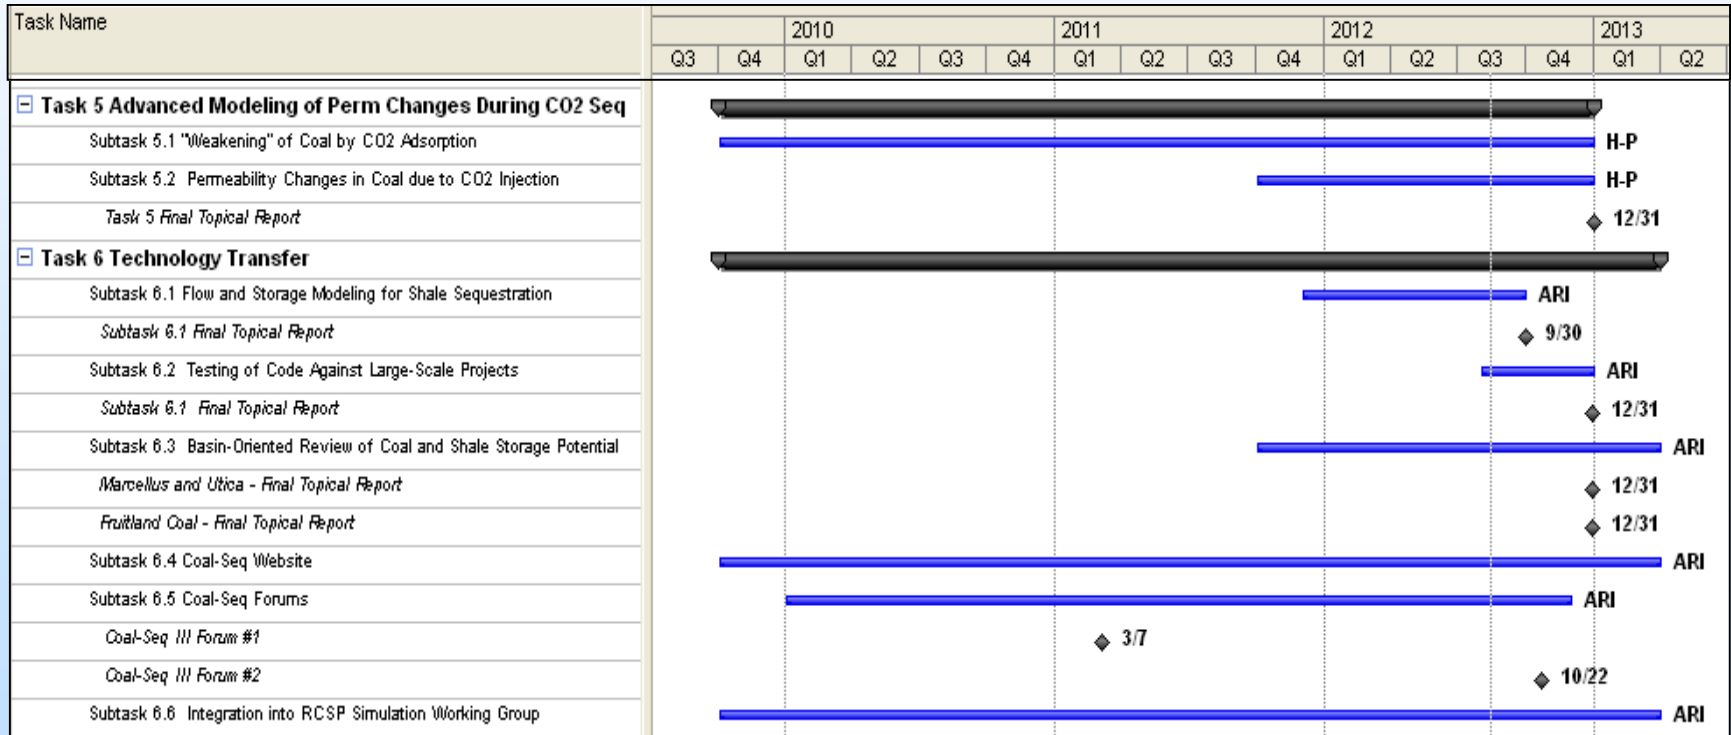 Task Name
2010 2011 2012 2013
Q3 Q4 Q1 Q2 Q3 Q4 Q1 Q2 Q3 Q4 Q1 Q2 Q3 Q4 Q1 Q2
Task 5 Advanced Modeling of Perm Changes During CO2 Seq
Subtask 5.1 "Weakening" of Coal by CO2 Adsorption H-P
Subtask 5.2 Permeability Changes in Coal due to CO2 Injection H-P
Task 5 Final Topical Report 12/31
Task 6 Technology Transfer
Subtask 6.1 Flow and Storage Modeling for Shale Sequestration ARI
Subtask 6.1 Final Topical Report 9/30
Subtask 6.2 Testing of Code Against Large-Scale Projects ARI
Subtask 6.1 Final Topical Report 12/31
Subtask 6.3 Basin-Oriented Review of Coal and Shale Storage Potential ARI
Marcellus and Utica - Final Topical Report 12/31
Fruitland Coal - Final Topical Report 12/31
Subtask 6.4 Coal-Seq Website ARI
Subtask 6.5 Coal-Seq Forums ARI
Coal-Seq III Forum #1 3/7
Coal-Seq III Forum #2 10/22
Subtask 6.6 Integration into RCSP Simulation Working Group ARI